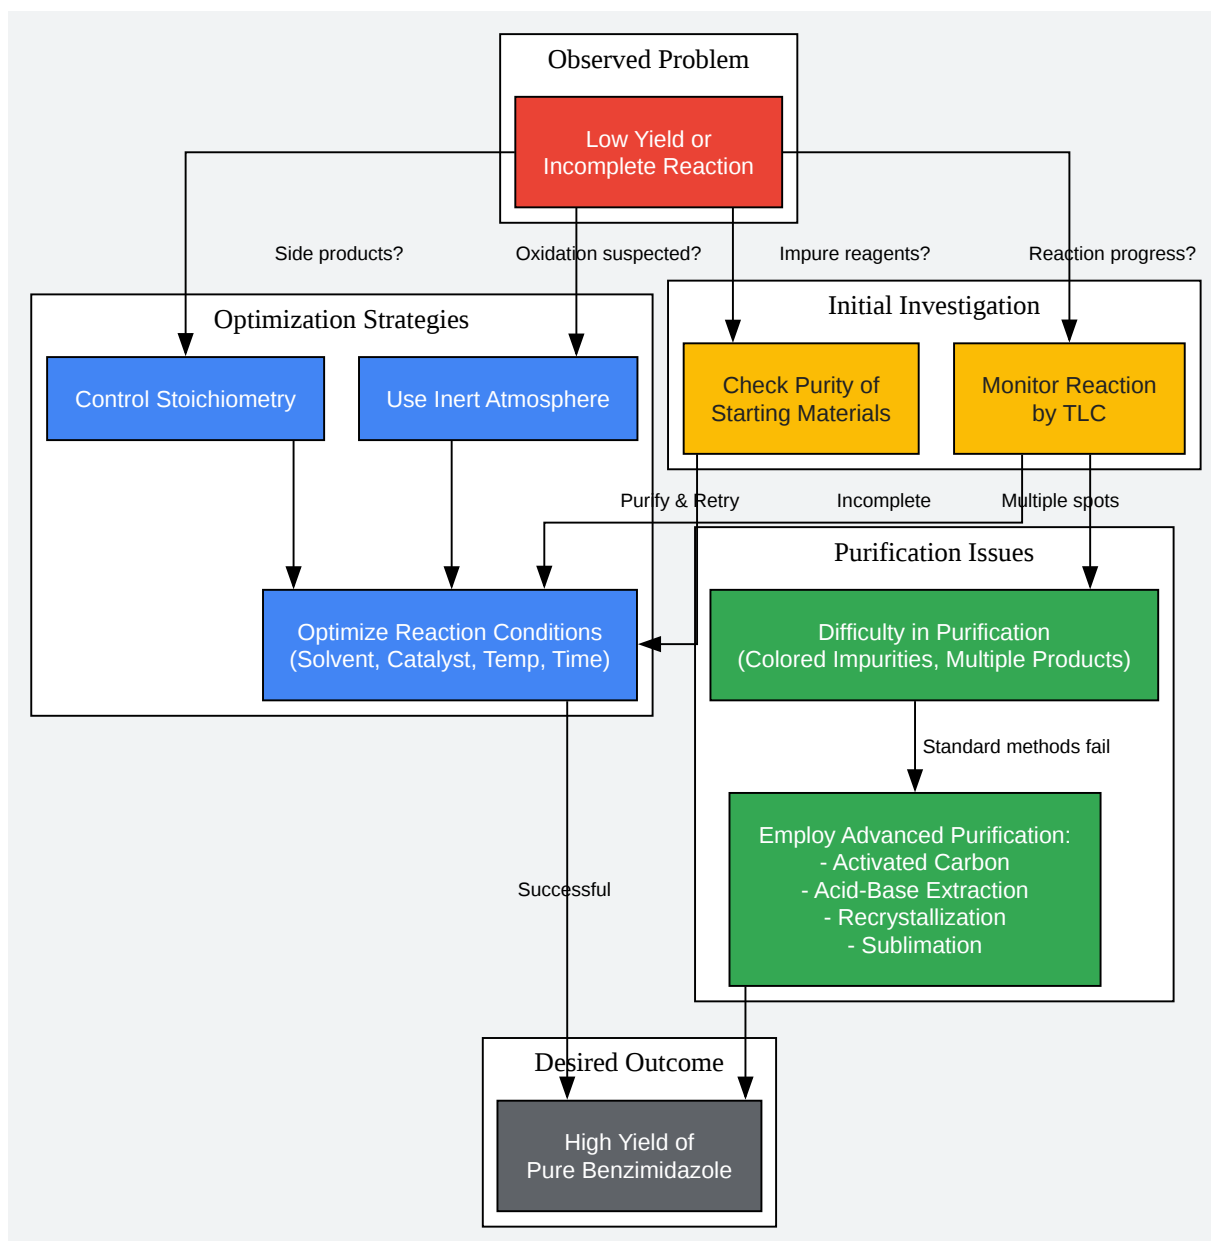 Observed Problem
Low Yield or
Incomplete Reaction
Side products?
Oxidation suspected?
Impure reagents?
Reaction progress?
Optimization Strategies
Initial Investigation
Control Stoichiometry
Use Inert Atmosphere
Check Purity of
Starting Materials
Monitor Reaction
by TLC
Purify & Retry
Incomplete
Multiple spots
Purification Issues
Optimize Reaction Conditions
(Solvent, Catalyst, Temp, Time)
Difficulty in Purification
(Colored Impurities, Multiple Products)
Standard methods fail
Employ Advanced Purification:
- Activated Carbon
- Acid-Base Extraction
- Recrystallization
- Sublimation
Successful
Desired Outcome
High Yield of
Pure Benzimidazole